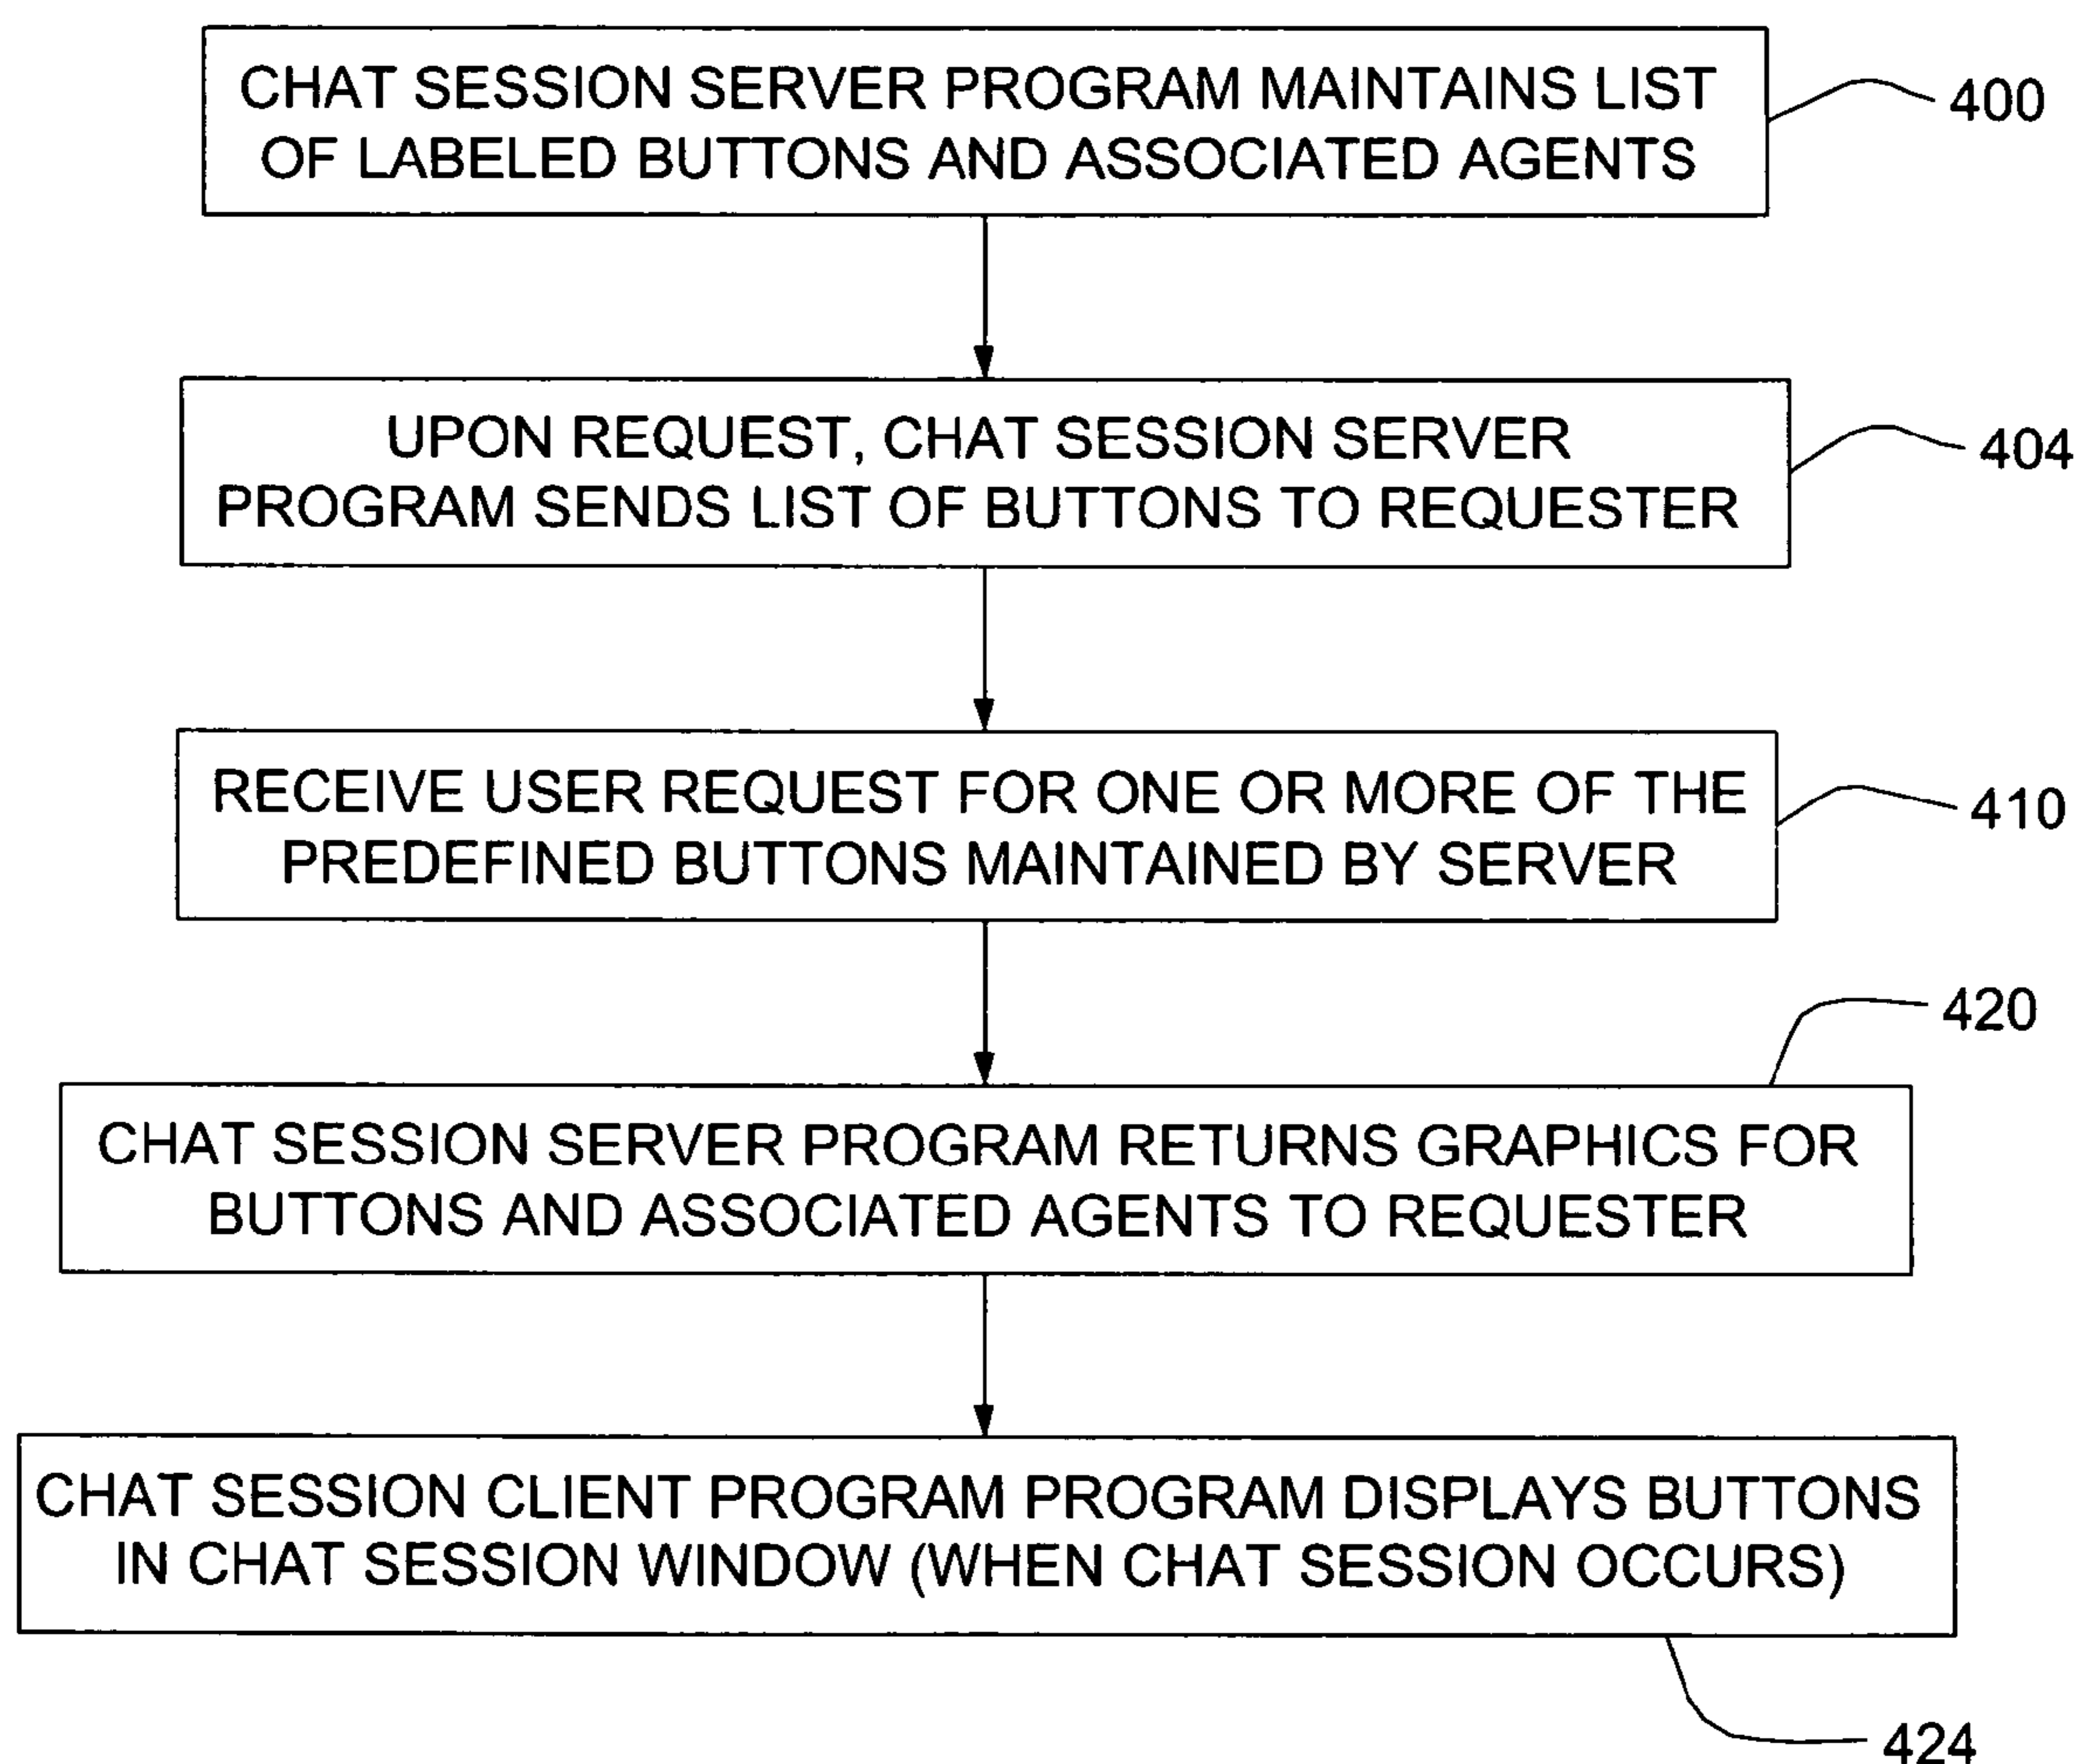 CHAT SESSION SERVER PROGRAM MAINTAINS LIST
OF LABELED BUTTONS AND ASSOCIATED AGENTS
400
UPON REQUEST, CHAT SESSION SERVER
PROGRAM SENDS LIST OF BUTTONS TO REQUESTER
404
RECEIVE USER REQUEST FOR ONE OR MORE OF THE
PREDEFINED BUTTONS MAINTAINED BY SERVER
410
420
CHAT SESSION SERVER PROGRAM RETURNS GRAPHICS FOR
BUTTONS AND ASSOCIATED AGENTS TO REQUESTER
CHAT SESSION CLIENT PROGRAM PROGRAM DISPLAYS BUTTONS
IN CHAT SESSION WINDOW (WHEN CHAT SESSION OCCURS)
424